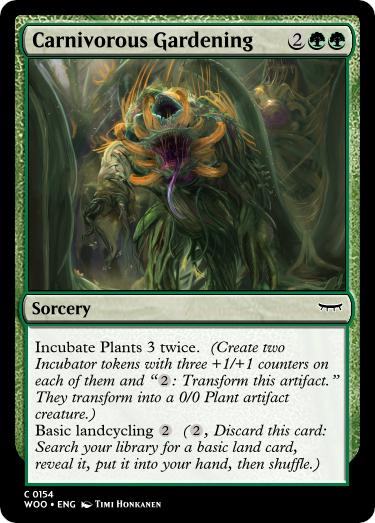 Carnivorous Gardening 2
Sorcery
Incubate Plants 3 twice. (Create two
Incubator tokens with three +1/+1 counters on
each of them and “2: Transform this artifact.”
They transform into a 0/0 Plant artifact
creature.)
Basic landcycling 2 (2, Discard this card:
Search your library for a basic land card,
reveal it, put it into your hand, then shuffle.)
C 0154
WOO • ENG TIMI HONKANEN